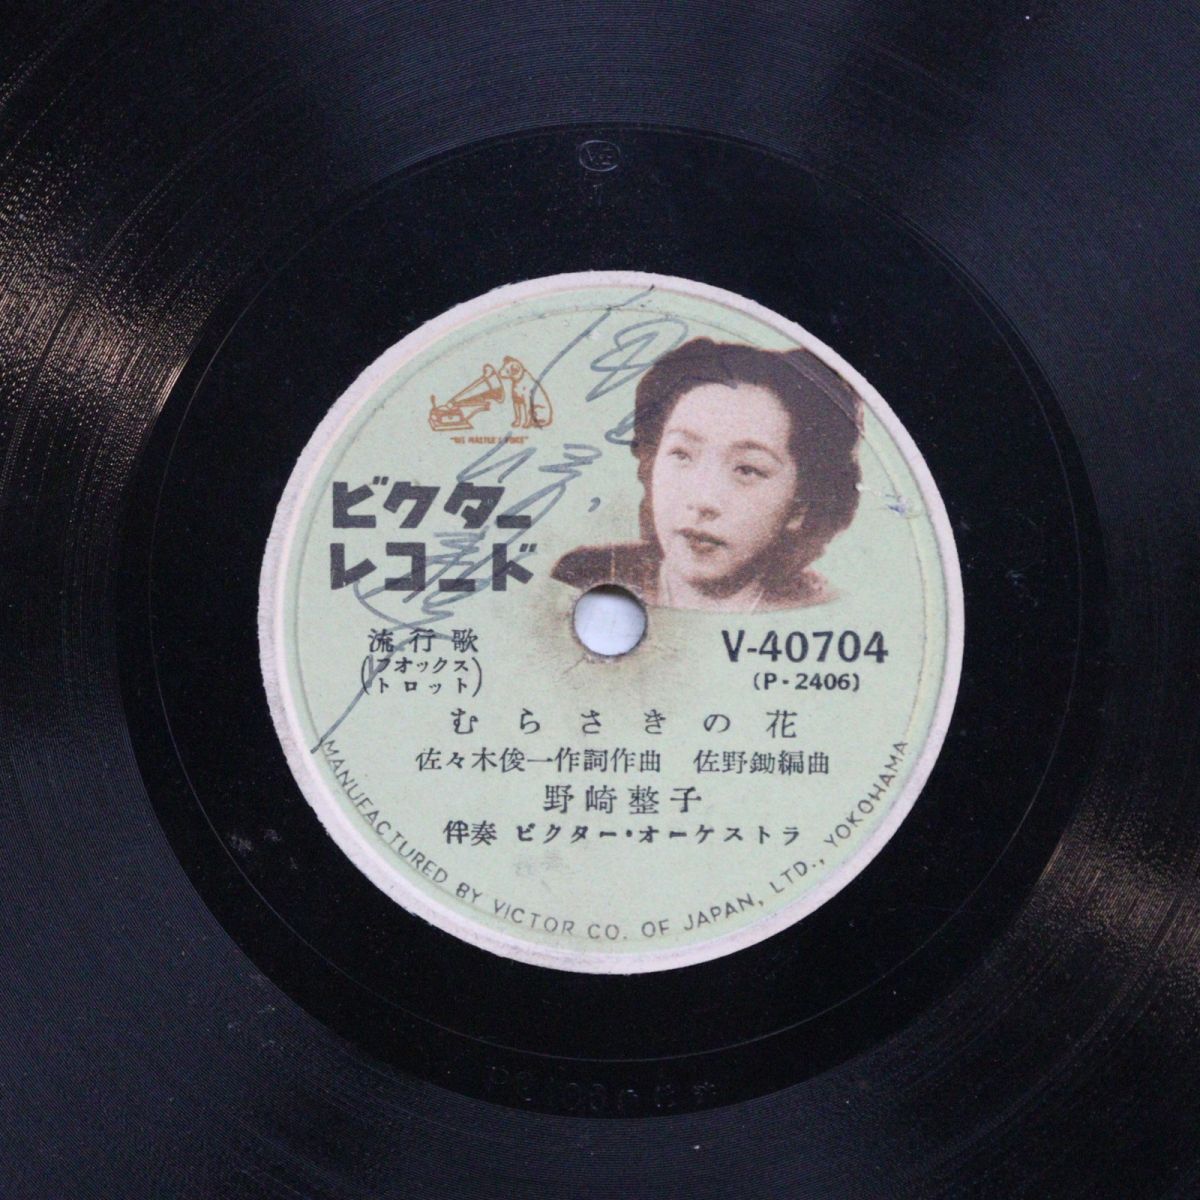 "HIS MASTER'S VOICE"
ビクター
レコード
流行歌
(フオックス
トロット)
V-40704
(P・2406)
むらさきの花
佐々木俊一作詞作曲 佐野鋤編曲
野崎整子
伴奏 ビクター・オーケストラ
MANUFACTURED BY VICTOR CO. OF JAPAN, LTD., YOKOHAMA